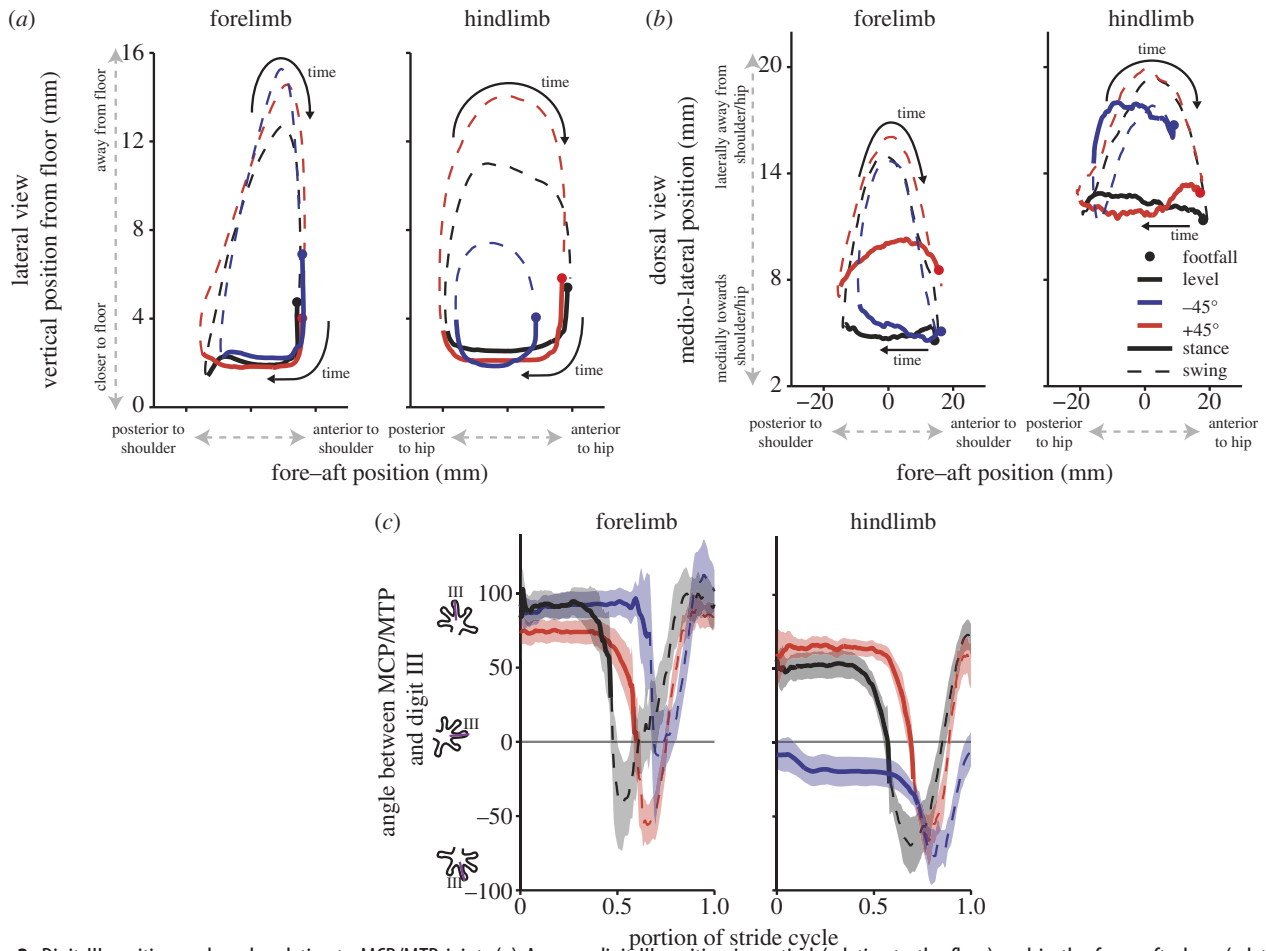 (a)
forelimb
hindlimb
lateral view
vertical position from floor (mm)
away from floor
closer to floor
16
12
8
4
0
time
time
time
time
posterior to shoulder
anterior to shoulder
posterior to hip
anterior to hip
fore–aft position (mm)
(b)
forelimb
hindlimb
dorsal view
medio-lateral position (mm)
laterally away from shoulder/hip
medially towards shoulder/hip
20
14
8
2
time
time
time
time
footfall
level
–45°
+45°
stance
swing
−20
0
20
−20
0
20
posterior to shoulder
anterior to shoulder
posterior to hip
anterior to hip
fore–aft position (mm)
(c)
forelimb
hindlimb
angle between MCP/MTP
and digit III
III
III
III
100
50
0
−50
−100
0
0.5
1.0
0
0.5
1.0
portion of stride cycle